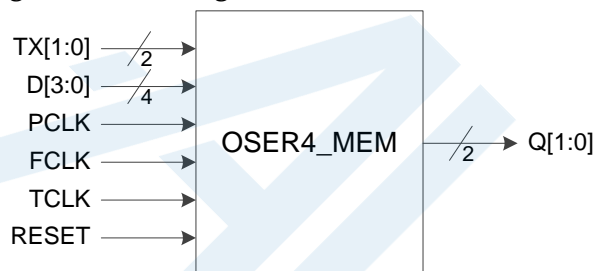 TX[1:0]
2
D[3:0]
4
PCLK
FCLK
TCLK
RESET
OSER4_MEM
2
Q[1:0]